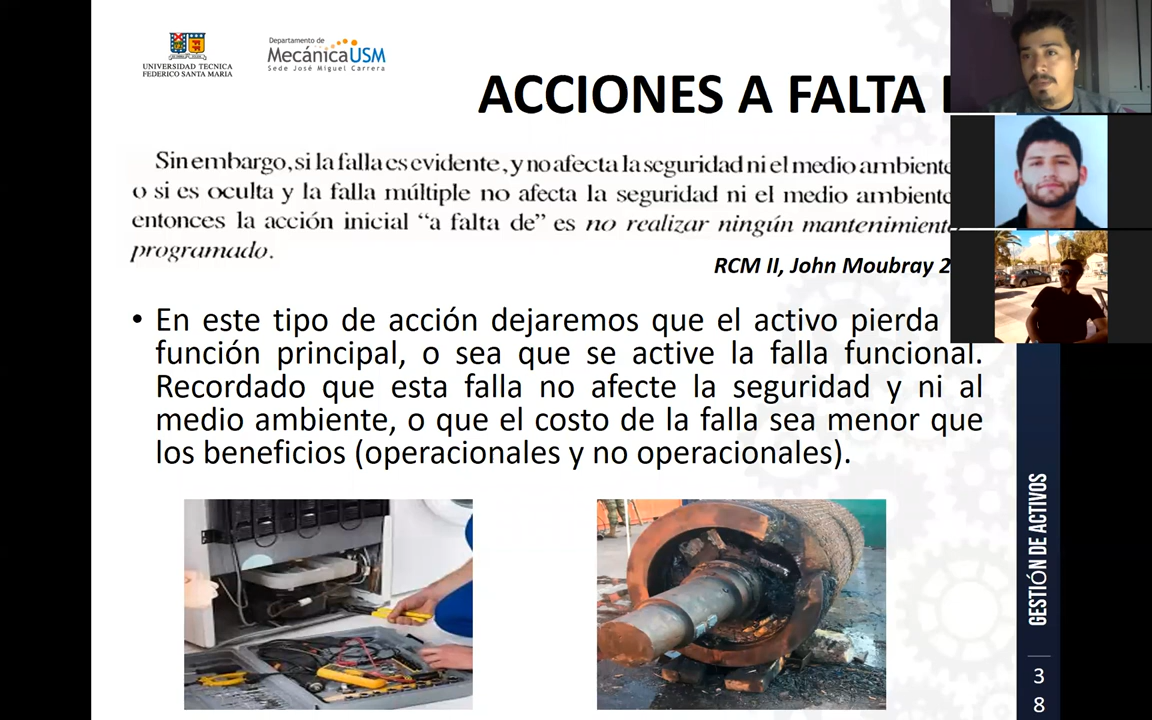 UNIVERSIDAD TECNICA
FEDERICO SANTA MARIA
Departamento de
MecánicaUSM
Sede José Miguel Carrera
ACCIONES A FALTA
Sin embargo, si la falla es evidente, y no afecta la seguridad ni el medio ambiente
o si es oculta y la falla múltiple no afecta la seguridad ni el medio ambiente
entonces la acción inicial “a falta de” es no realizar ningún mantenimiento
programado.
RCM II, John Moubray 2
• En este tipo de acción dejaremos que el activo pierda
función principal, o sea que se active la falla funcional.
Recordado que esta falla no afecte la seguridad y ni al
medio ambiente, o que el costo de la falla sea menor que
los beneficios (operacionales y no operacionales).
GESTIÓN DE ACTIVOS
3
8